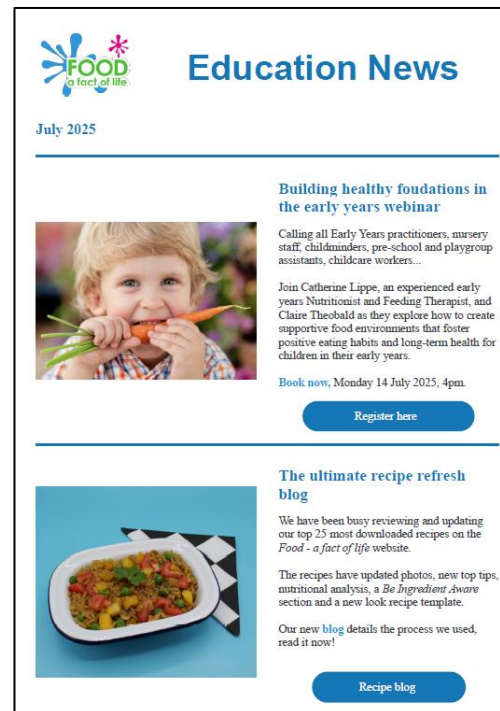 FOOD
a fact of life
Education News
July 2025
Building healthy foudations in
the early years webinar
Calling all Early Years practitioners, nursery
staff, childminders, pre-school and playgroup
assistants, childcare workers...
Join Catherine Lippe, an experienced early
years Nutritionist and Feeding Therapist, and
Claire Theobald as they explore how to create
supportive food environments that foster
positive eating habits and long-term health for
children in their early years.
Book now, Monday 14 July 2025, 4pm.
Register here
The ultimate recipe refresh
blog
We have been busy reviewing and updating
our top 25 most downloaded recipes on the
Food - a fact of life website.
The recipes have updated photos, new top tips,
nutritional analysis, a Be Ingredient Aware
section and a new look recipe template.
Our new blog details the process we used,
read it now!
Recipe blog